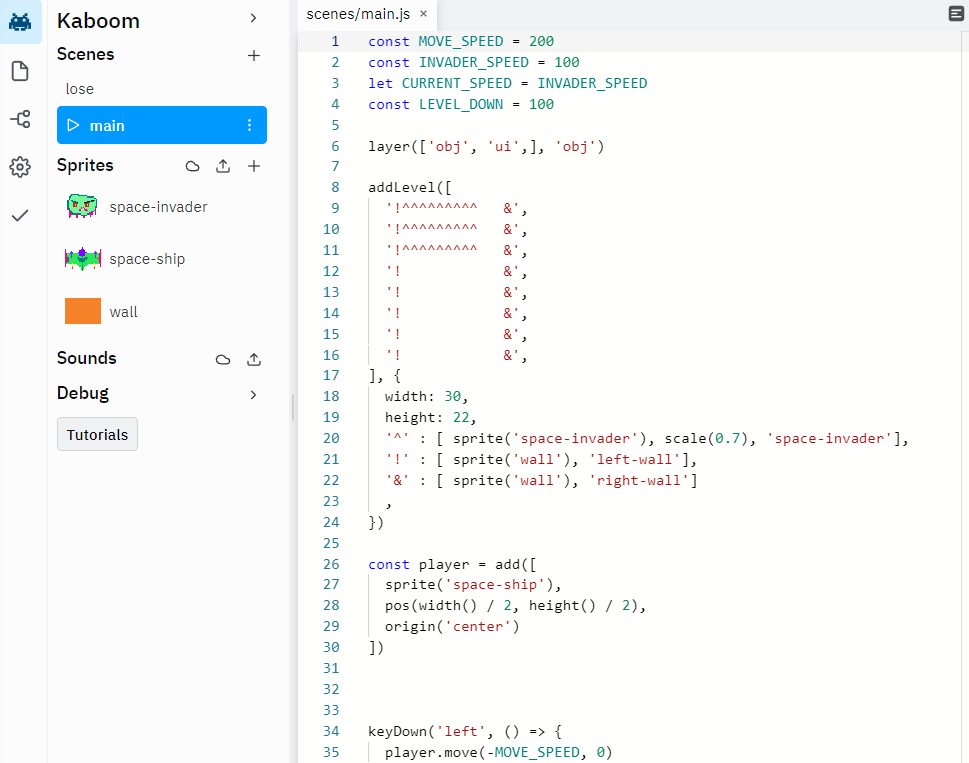 Kaboom
Scenes
lose
main
Sprites
space-invader
space-ship
wall
Sounds
Debug
Tutorials
scenes/main.js ×
1 const MOVE_SPEED = 200
2 const INVADER_SPEED = 100
3 let CURRENT_SPEED = INVADER_SPEED
4 const LEVEL_DOWN = 100
5
6 layer(['obj', 'ui',], 'obj')
7
8 addLevel([
9   '!^^^^^^^^^   &',
10   '!^^^^^^^^^   &',
11   '!^^^^^^^^^   &',
12   '!            &',
13   '!            &',
14   '!            &',
15   '!            &',
16   '!            &',
17 ], {
18   width: 30,
19   height: 22,
20   '^' : [ sprite('space-invader'), scale(0.7), 'space-invader'],
21   '!' : [ sprite('wall'), 'left-wall'],
22   '&' : [ sprite('wall'), 'right-wall']
23   ,
24 })
25
26 const player = add([
27   sprite('space-ship'),
28   pos(width() / 2, height() / 2),
29   origin('center')
30 ])
31
32
33
34 keyDown('left', () => {
35   player.move(-MOVE_SPEED, 0)